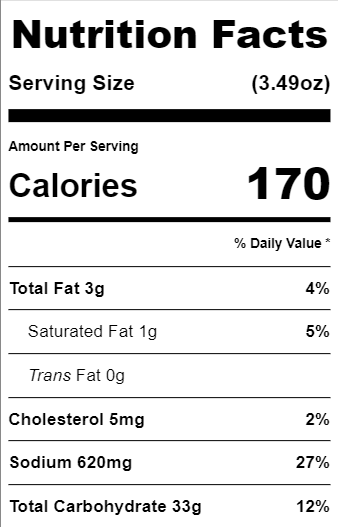 Nutrition Facts
Serving Size (3.49oz)
Amount Per Serving
Calories 170
% Daily Value *
Total Fat 3g 4%
Saturated Fat 1g 5%
Trans Fat 0g
Cholesterol 5mg 2%
Sodium 620mg 27%
Total Carbohydrate 33g 12%